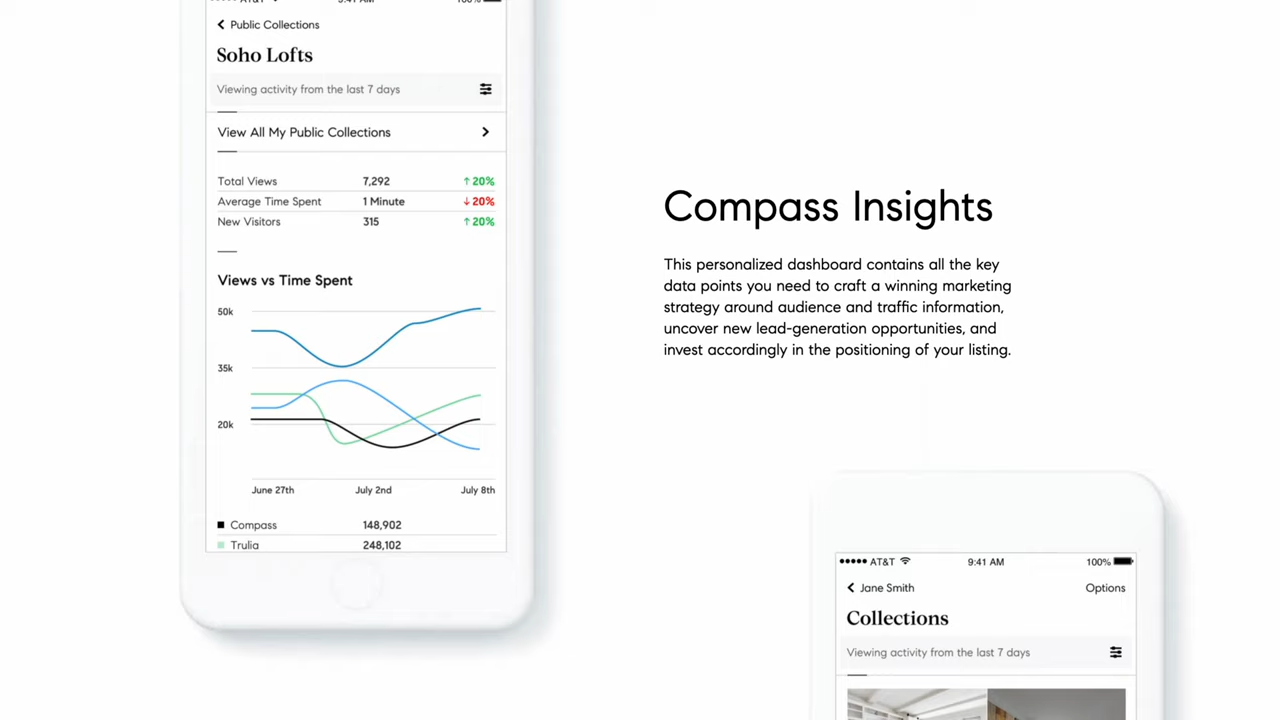 AT&T 9:41 AM 100%
Public Collections
Soho Lofts
Viewing activity from the last 7 days
View All My Public Collections
Total Views 7,292 ↑ 20%
Average Time Spent 1 Minute ↓ 20%
New Visitors 315 ↑ 20%
Views vs Time Spent
50k
35k
20k
June 27th July 2nd July 8th
Compass 148,902
Trulia 248,102
Compass Insights
This personalized dashboard contains all the key
data points you need to craft a winning marketing
strategy around audience and traffic information,
uncover new lead-generation opportunities, and
invest accordingly in the positioning of your listing.
AT&T 9:41 AM 100%
Jane Smith Options
Collections
Viewing activity from the last 7 days